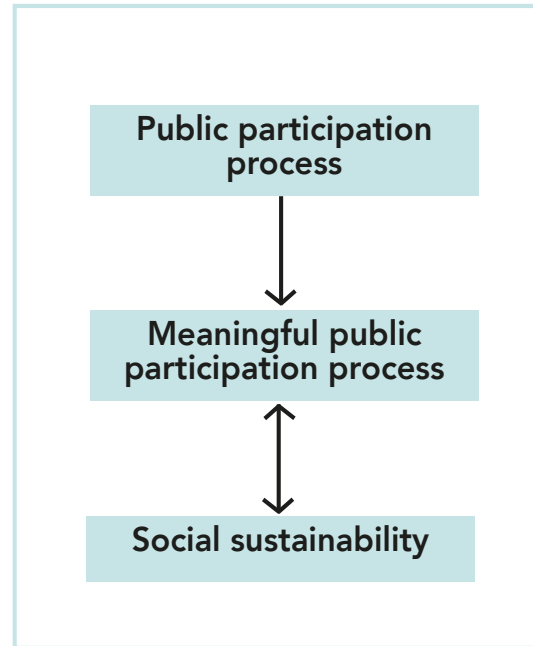 Public participation
process
Meaningful public
participation process
Social sustainability